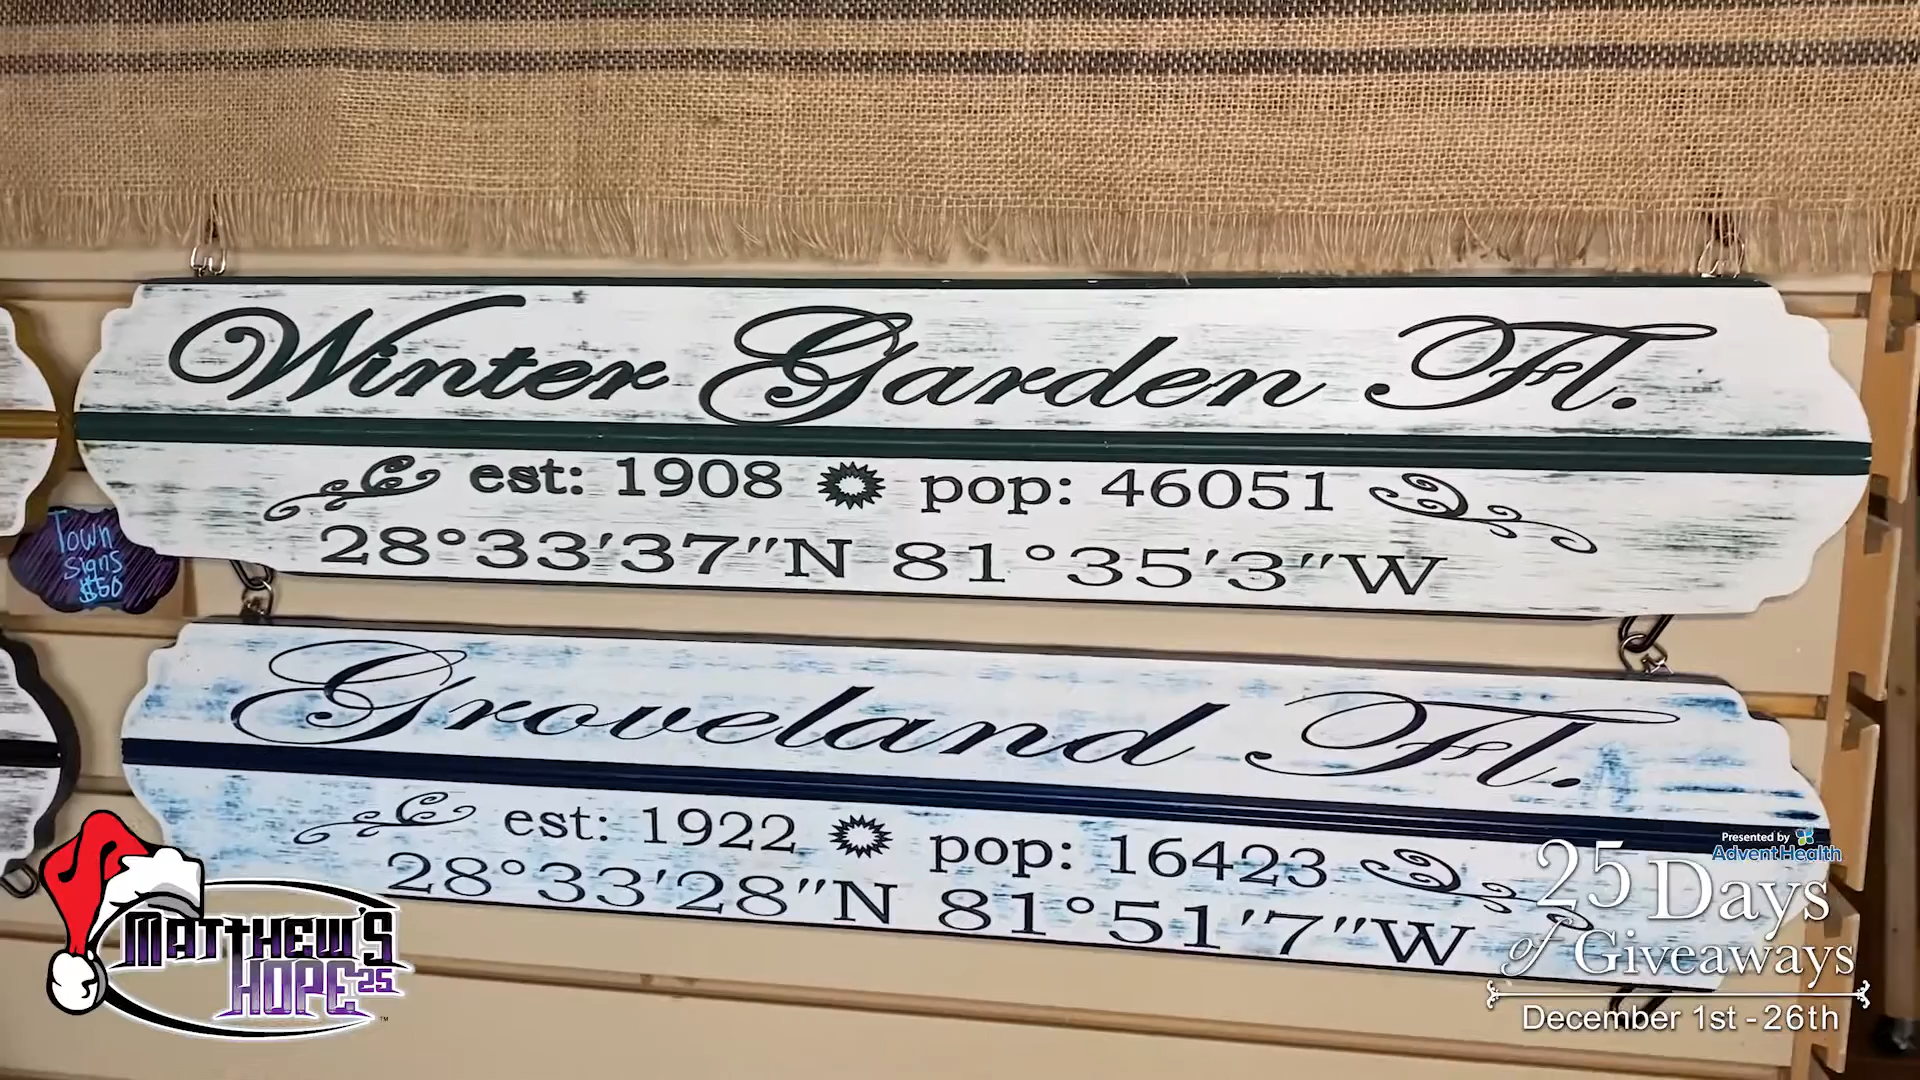 Winter Garden Fl.
est: 1908 pop: 46051
28°33'37"N 81°35'3"W
Town
signs
$60
Groveland Fl.
est: 1922 pop: 16423
28°33'28"N 81°51'7"W
MATTHEW'S
HOPE 25
™
Presented by
AdventHealth
25 Days
of Giveaways
December 1st - 26th